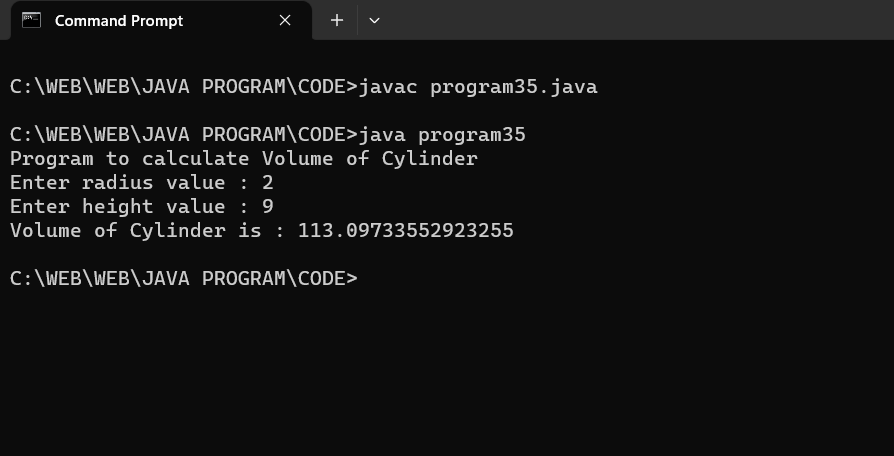 Command Prompt
C:\WEB\WEB\JAVA PROGRAM\CODE>javac program35.java
C:\WEB\WEB\JAVA PROGRAM\CODE>java program35
Program to calculate Volume of Cylinder
Enter radius value : 2
Enter height value : 9
Volume of Cylinder is : 113.09733552923255
C:\WEB\WEB\JAVA PROGRAM\CODE>